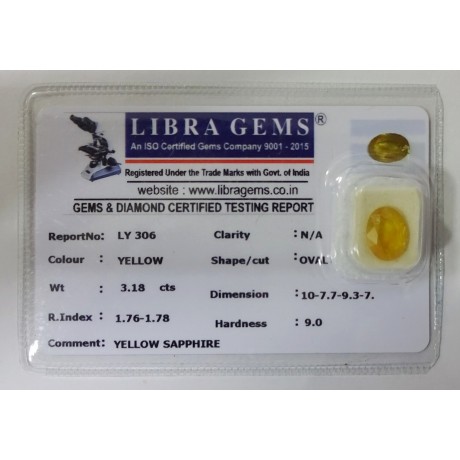 LIBRA GEMS®
An ISO Certified Gems Company 9001 - 2015
Registered Under the Trade Marks with Govt. of India
website : www.libragems.co.in
GEMS & DIAMOND CERTIFIED TESTING REPORT
ReportNo: LY 306 Clarity : N/A
Colour : YELLOW Shape/cut : OVAL
Wt : 3.18 cts Dimension : 10-7.7-9.3-7.
R.Index : 1.76-1.78 Hardness : 9.0
Comment: YELLOW SAPPHIRE